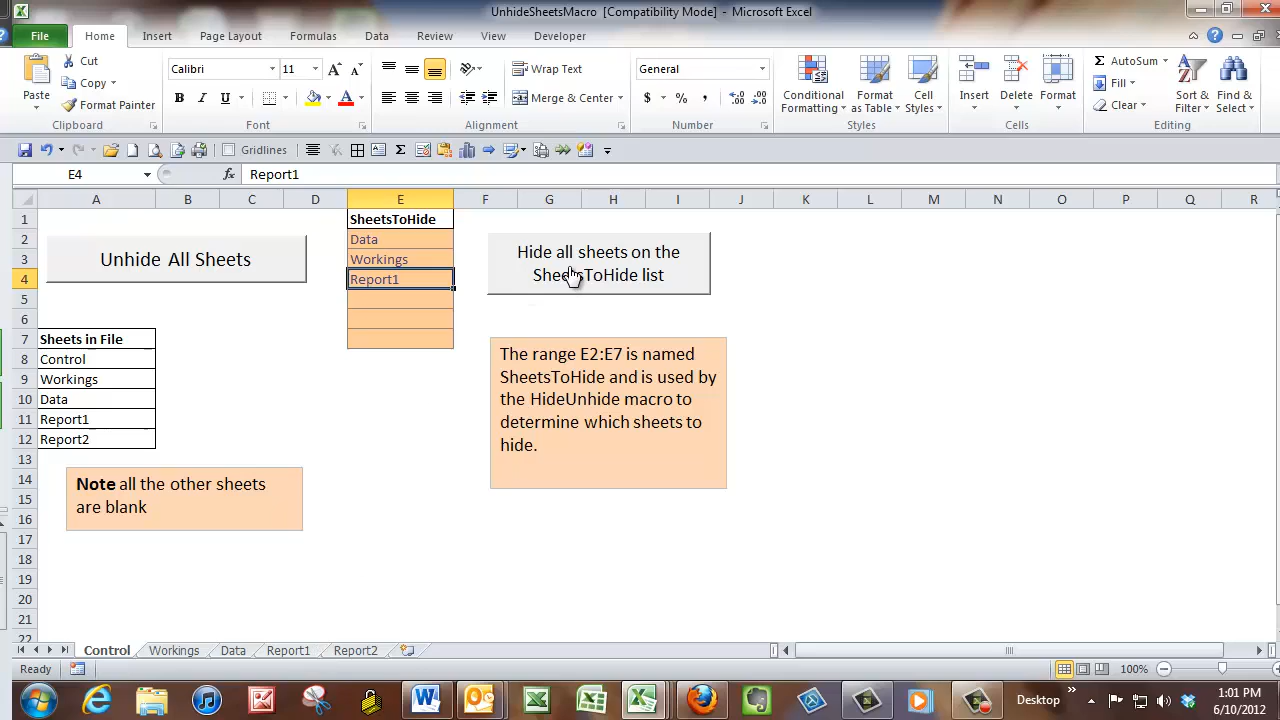 UnhideSheetsMacro [Compatibility Mode] - Microsoft Excel
File Home Insert Page Layout Formulas Data Review View Developer
Paste
Cut
Copy
Format Painter
Clipboard
Calibri 11
B I U
Font
Wrap Text
Merge & Center
Alignment
General
$ % ,
Number
Conditional Formatting
Format as Table
Cell Styles
Styles
Insert
Delete
Format
Cells
AutoSum
Fill
Clear
Sort & Filter
Find & Select
Editing
Gridlines
E4 fx Report1
A B C D E F G H I J K L M N O P Q R
1 SheetsToHide
2 Data
3 Workings
4 Report1
5
6
7 Sheets in File
8 Control
9 Workings
10 Data
11 Report1
12 Report2
13
14
15
16
17
18
19
20
21
22
Unhide All Sheets
Hide all sheets on the
SheetsToHide list
The range E2:E7 is named
SheetsToHide and is used by
the HideUnhide macro to
determine which sheets to
hide.
Note all the other sheets
are blank
Control Workings Data Report1 Report2
Ready 100%
Desktop
1:01 PM
6/10/2012